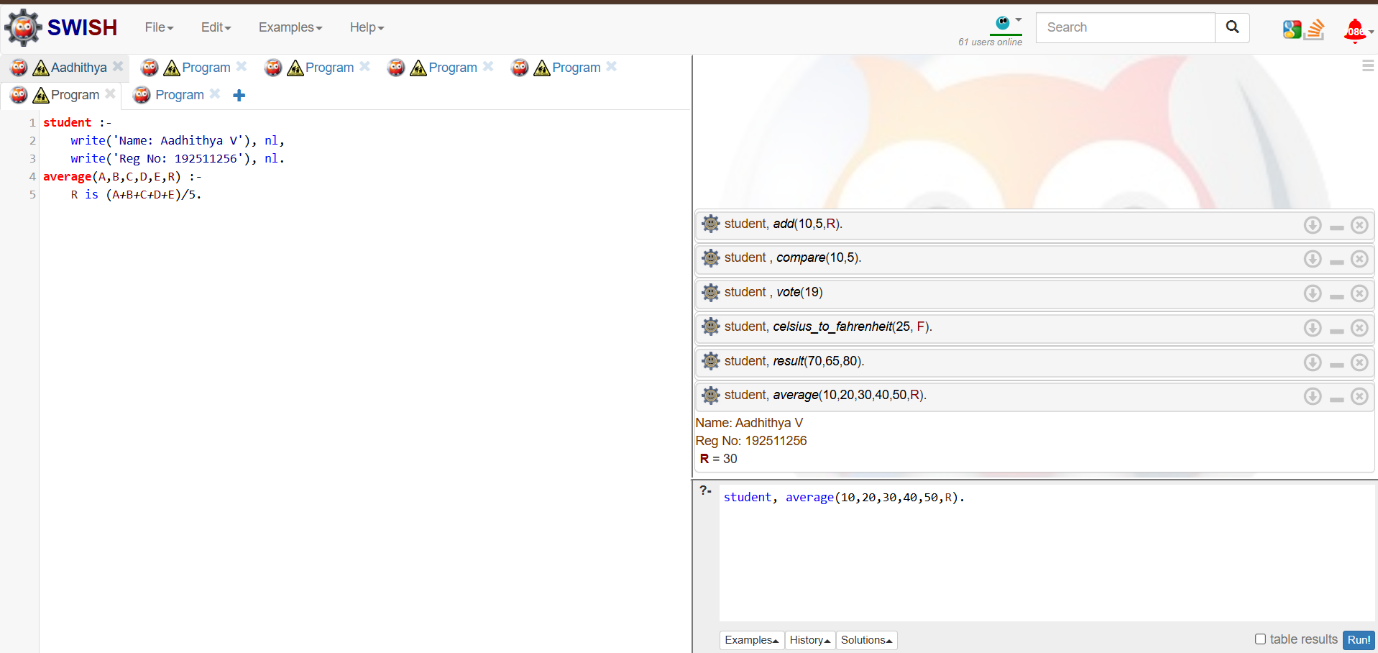 SWISH File Edit Examples Help
61 users online
Search
Aadhithya Program Program Program Program
Program Program
1 student :-
2 write('Name: Aadhithya V'), nl,
3 write('Reg No: 192511256'), nl.
4 average(A,B,C,D,E,R) :-
5 R is (A+B+C+D+E)/5.
student, add(10,5,R).
student , compare(10,5).
student , vote(19)
student, celsius_to_fahrenheit(25, F).
student, result(70,65,80).
student, average(10,20,30,40,50,R).
Name: Aadhithya V
Reg No: 192511256
R = 30
?- student, average(10,20,30,40,50,R).
Examples History Solutions table results Run!